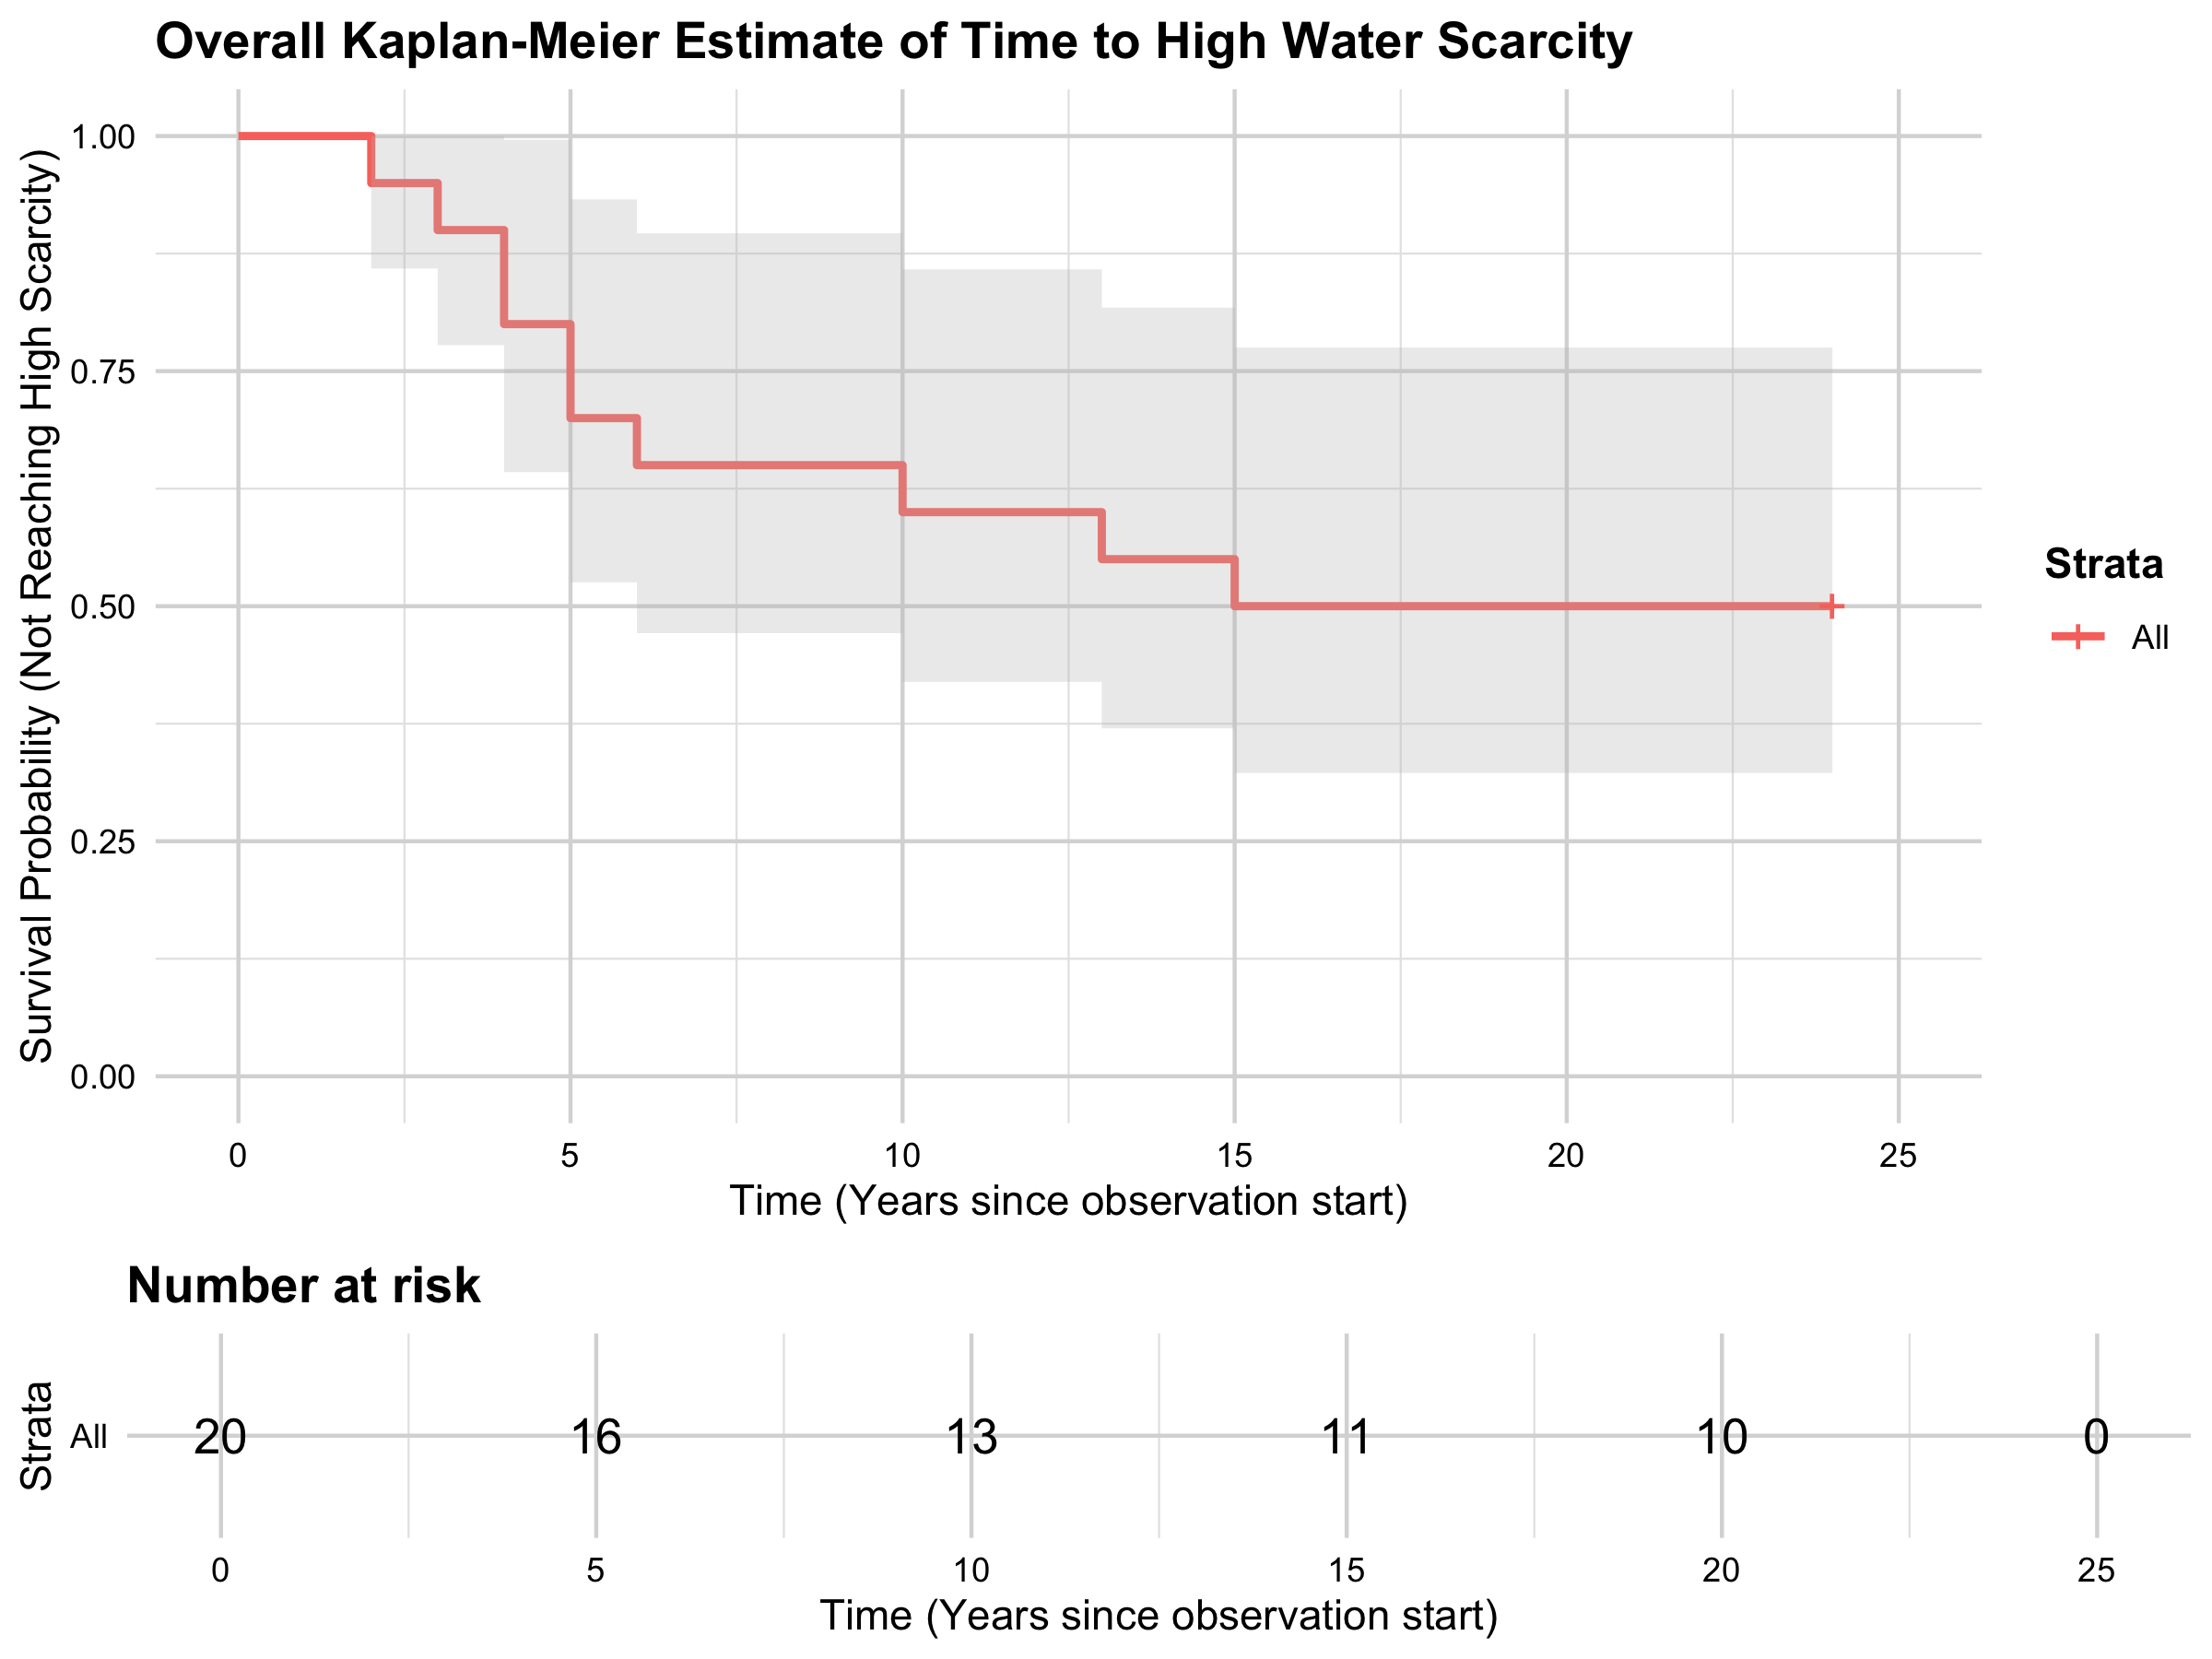 Overall Kaplan-Meier Estimate of Time to High Water Scarcity
Survival Probability (Not Reaching High Scarcity)
1.00
0.75
0.50
0.25
0.00
0 5 10 15 20 25
Time (Years since observation start)
Strata
All
Number at risk
Strata
All 20 16 13 11 10 0
0 5 10 15 20 25
Time (Years since observation start)